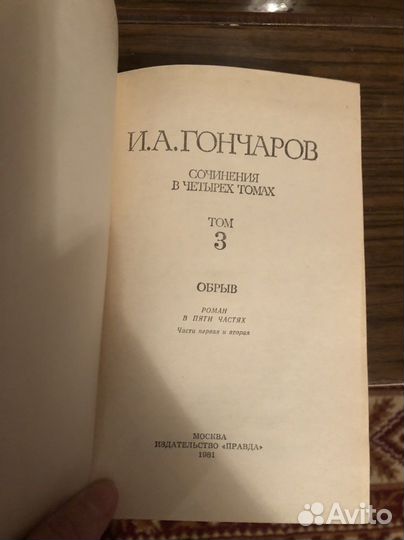 И.А.ГОНЧАРОВ
СОЧИНЕНИЯ
В ЧЕТЫРЕХ ТОМАХ
ТОМ
3
ОБРЫВ
РОМАН
В ПЯТИ ЧАСТЯХ
Части первая и вторая
МОСКВА
ИЗДАТЕЛЬСТВО «ПРАВДА»
1981
Avito